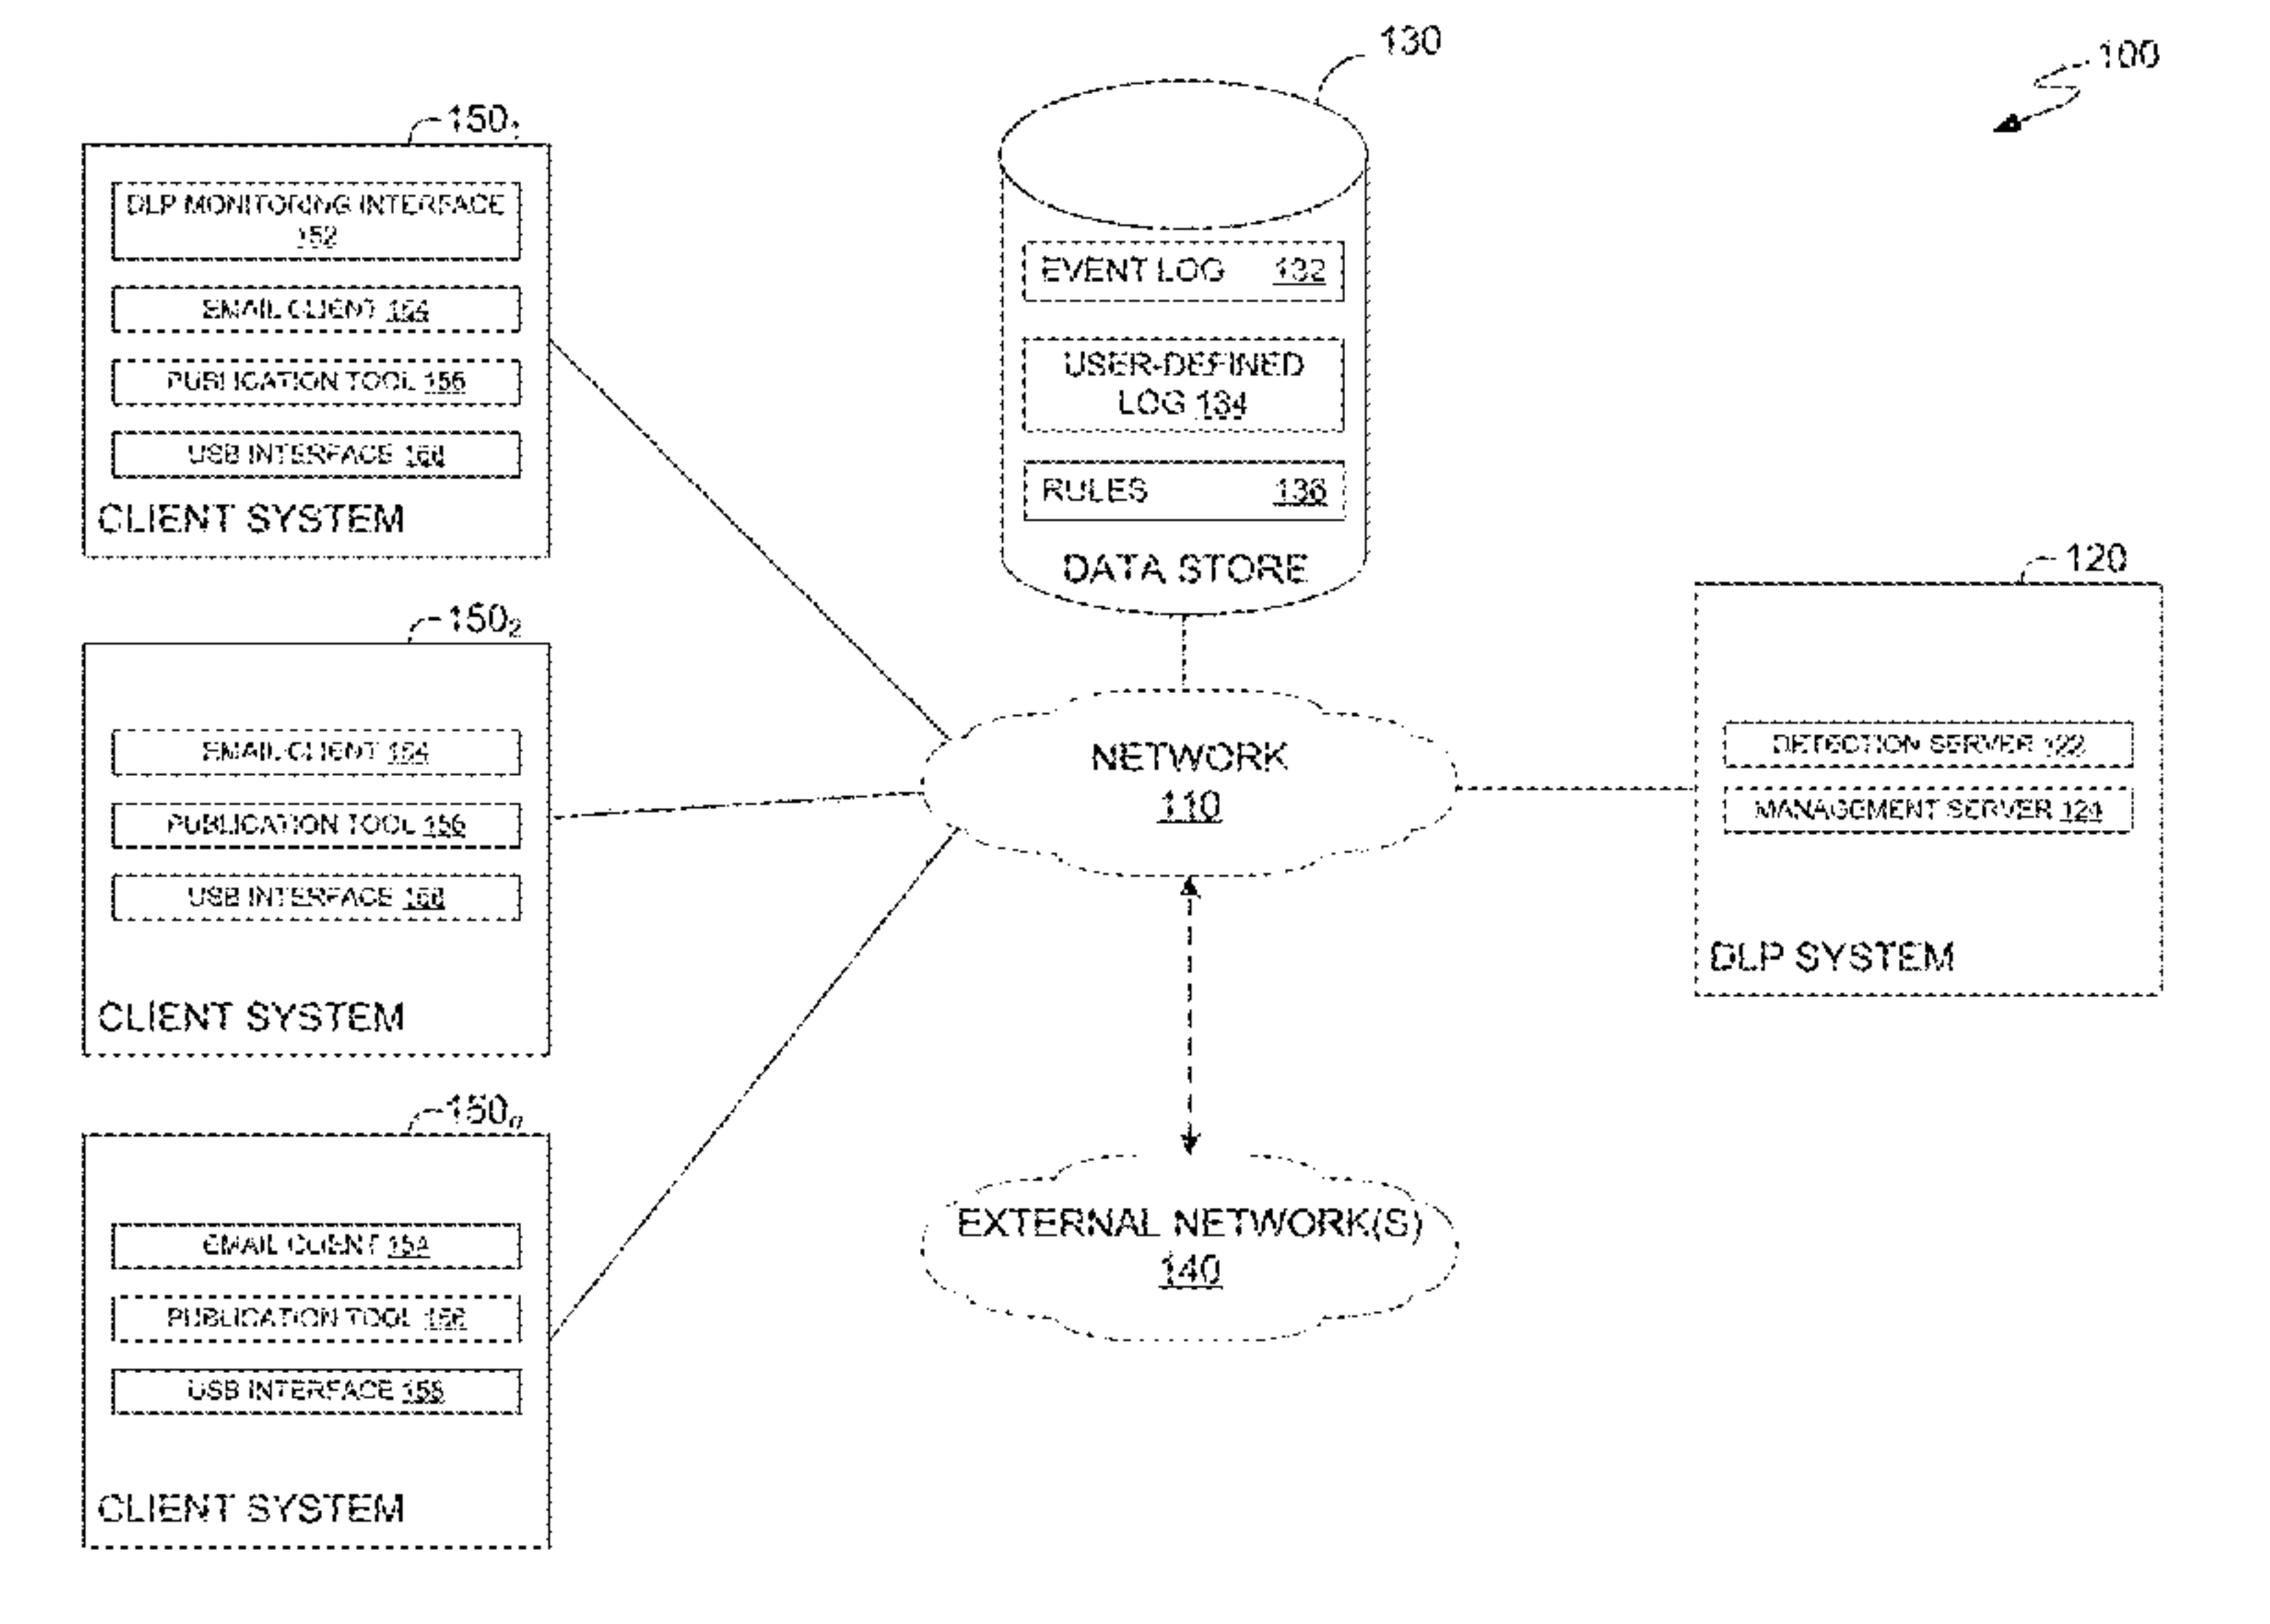 130
100
150₁
DLP MONITORING INTERFACE
152
EMAIL CLIENT 154
PUBLICATION TOOL 156
USB INTERFACE 158
CLIENT SYSTEM
EVENT LOG 132
USER-DEFINED
LOG 134
RULES 136
DATA STORE
150₂
EMAIL CLIENT 154
PUBLICATION TOOL 156
USB INTERFACE 158
CLIENT SYSTEM
NETWORK
110
120
DETECTION SERVER 122
MANAGEMENT SERVER 124
DLP SYSTEM
150ₙ
EMAIL CLIENT 154
PUBLICATION TOOL 156
USB INTERFACE 158
CLIENT SYSTEM
EXTERNAL NETWORK(S)
140